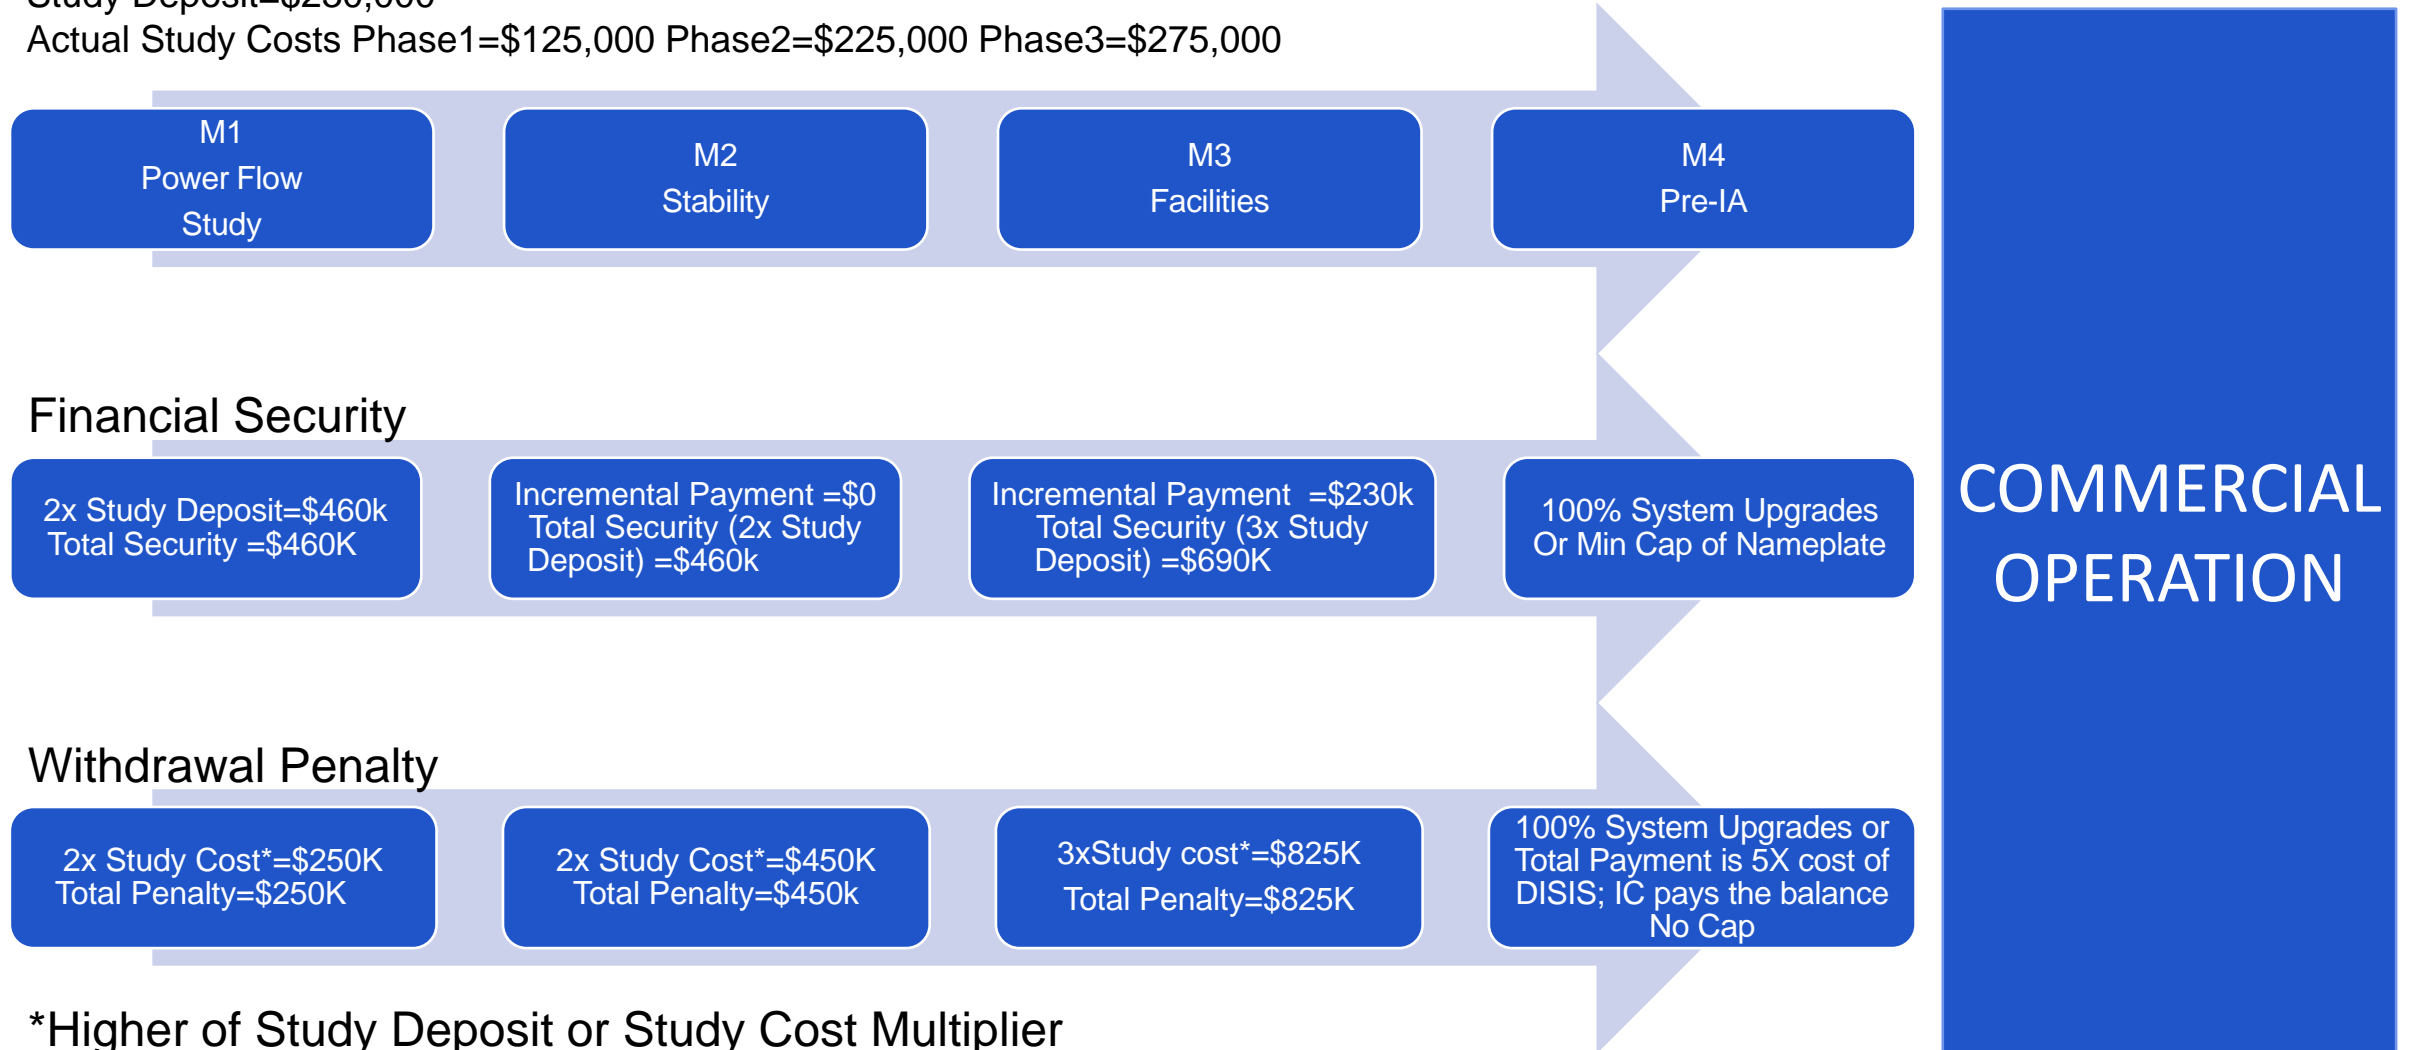 Study Deposit=$230,000
Actual Study Costs Phase1=$125,000 Phase2=$225,000 Phase3=$275,000
M1
Power Flow
Study
M2
Stability
M3
Facilities
M4
Pre-IA
Financial Security
2x Study Deposit=$460k
Total Security =$460K
Incremental Payment =$0
Total Security (2x Study
Deposit) =$460k
Incremental Payment =$230k
Total Security (3x Study
Deposit) =$690K
100% System Upgrades
Or Min Cap of Nameplate
COMMERCIAL
OPERATION
Withdrawal Penalty
2x Study Cost*=$250K
Total Penalty=$250K
2x Study Cost*=$450K
Total Penalty=$450k
3xStudy cost*=$825K
Total Penalty=$825K
100% System Upgrades or
Total Payment is 5X cost of
DISIS; IC pays the balance
No Cap
*Higher of Study Deposit or Study Cost Multiplier